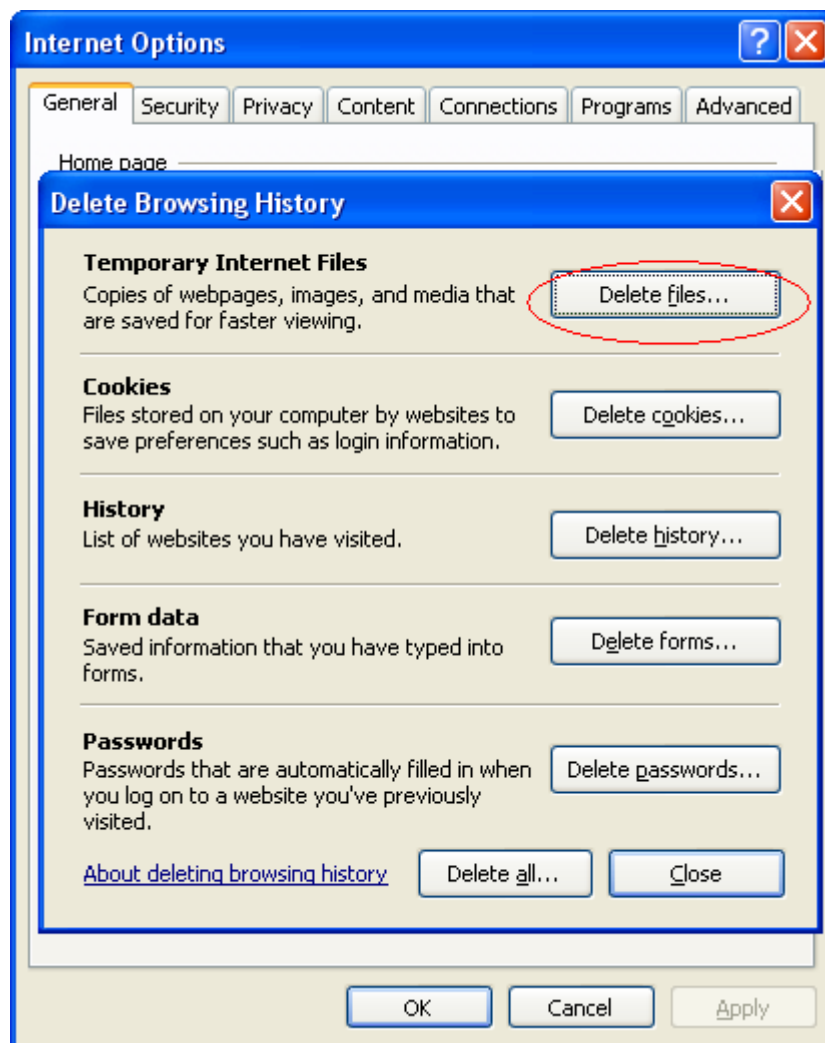 Internet Options
General Security Privacy Content Connections Programs Advanced
Home page
Delete Browsing History
Temporary Internet Files
Copies of webpages, images, and media that
are saved for faster viewing.
Delete files...
Cookies
Files stored on your computer by websites to
save preferences such as login information.
Delete cookies...
History
List of websites you have visited.
Delete history...
Form data
Saved information that you have typed into
forms.
Delete forms...
Passwords
Passwords that are automatically filled in when
you log on to a website you've previously
visited.
Delete passwords...
About deleting browsing history Delete all... Close
OK Cancel Apply